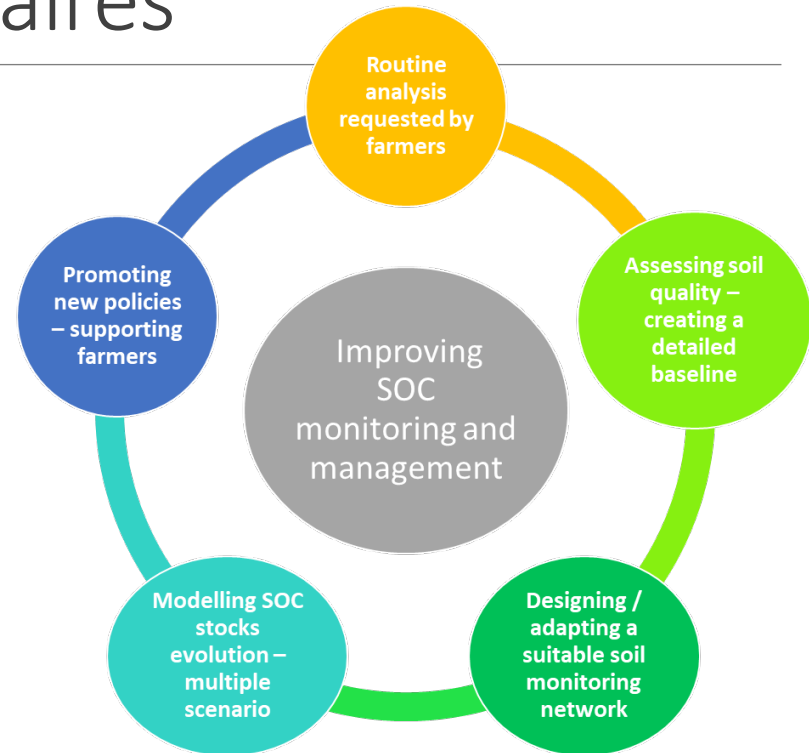 aires
Routine
analysis
requested by
farmers
Assessing soil
quality –
creating a
detailed
baseline
Designing /
adapting a
suitable soil
monitoring
network
Modelling SOC
stocks
evolution –
multiple
scenario
Promoting
new policies
– supporting
farmers
Improving
SOC
monitoring and
management